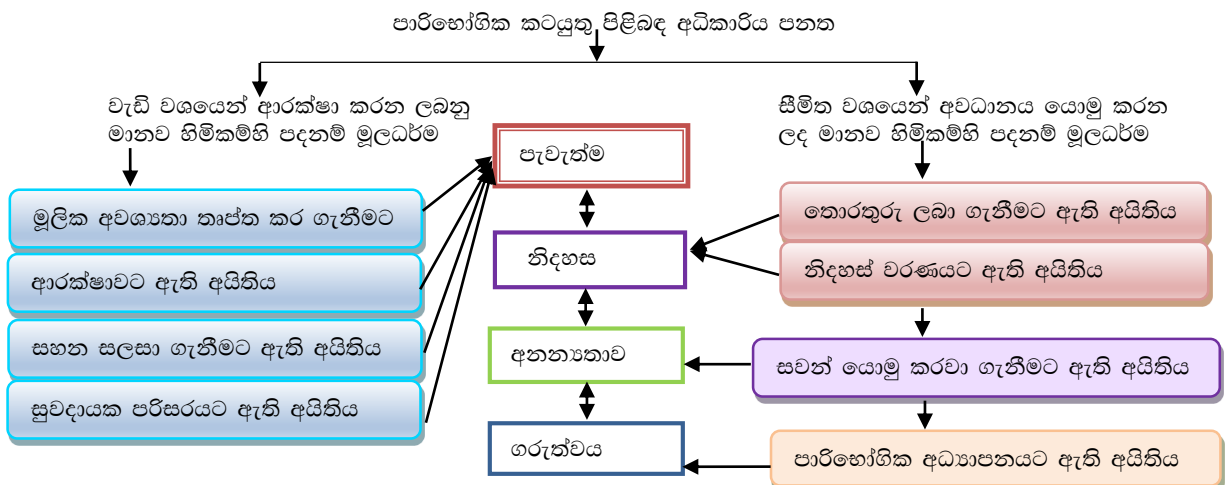 පාරිභෝගික කටයුතු පිළිබඳ අධිකාරිය පනත
වැඩි වශයෙන් ආරක්ෂා කරන ලබනු
මානව හිමිකම්හි පදනම් මූලධර්ම
සීමිත වශයෙන් අවධානය යොමු කරන
ලද මානව හිමිකම්හි පදනම් මූලධර්ම
පැවැත්ම
මූලික අවශ්‍යතා තෘප්ත කර ගැනීමට
ආරක්ෂාවට ඇති අයිතිය
සහන සලසා ගැනීමට ඇති අයිතිය
සුවදායක පරිසරයට ඇති අයිතිය
නිදහස
අනන්‍යතාව
ගරුත්වය
තොරතුරු ලබා ගැනීමට ඇති අයිතිය
නිදහස් වරණයට ඇති අයිතිය
සවන් යොමු කරවා ගැනීමට ඇති අයිතිය
පාරිභෝගික අධ්‍යාපනයට ඇති අයිතිය